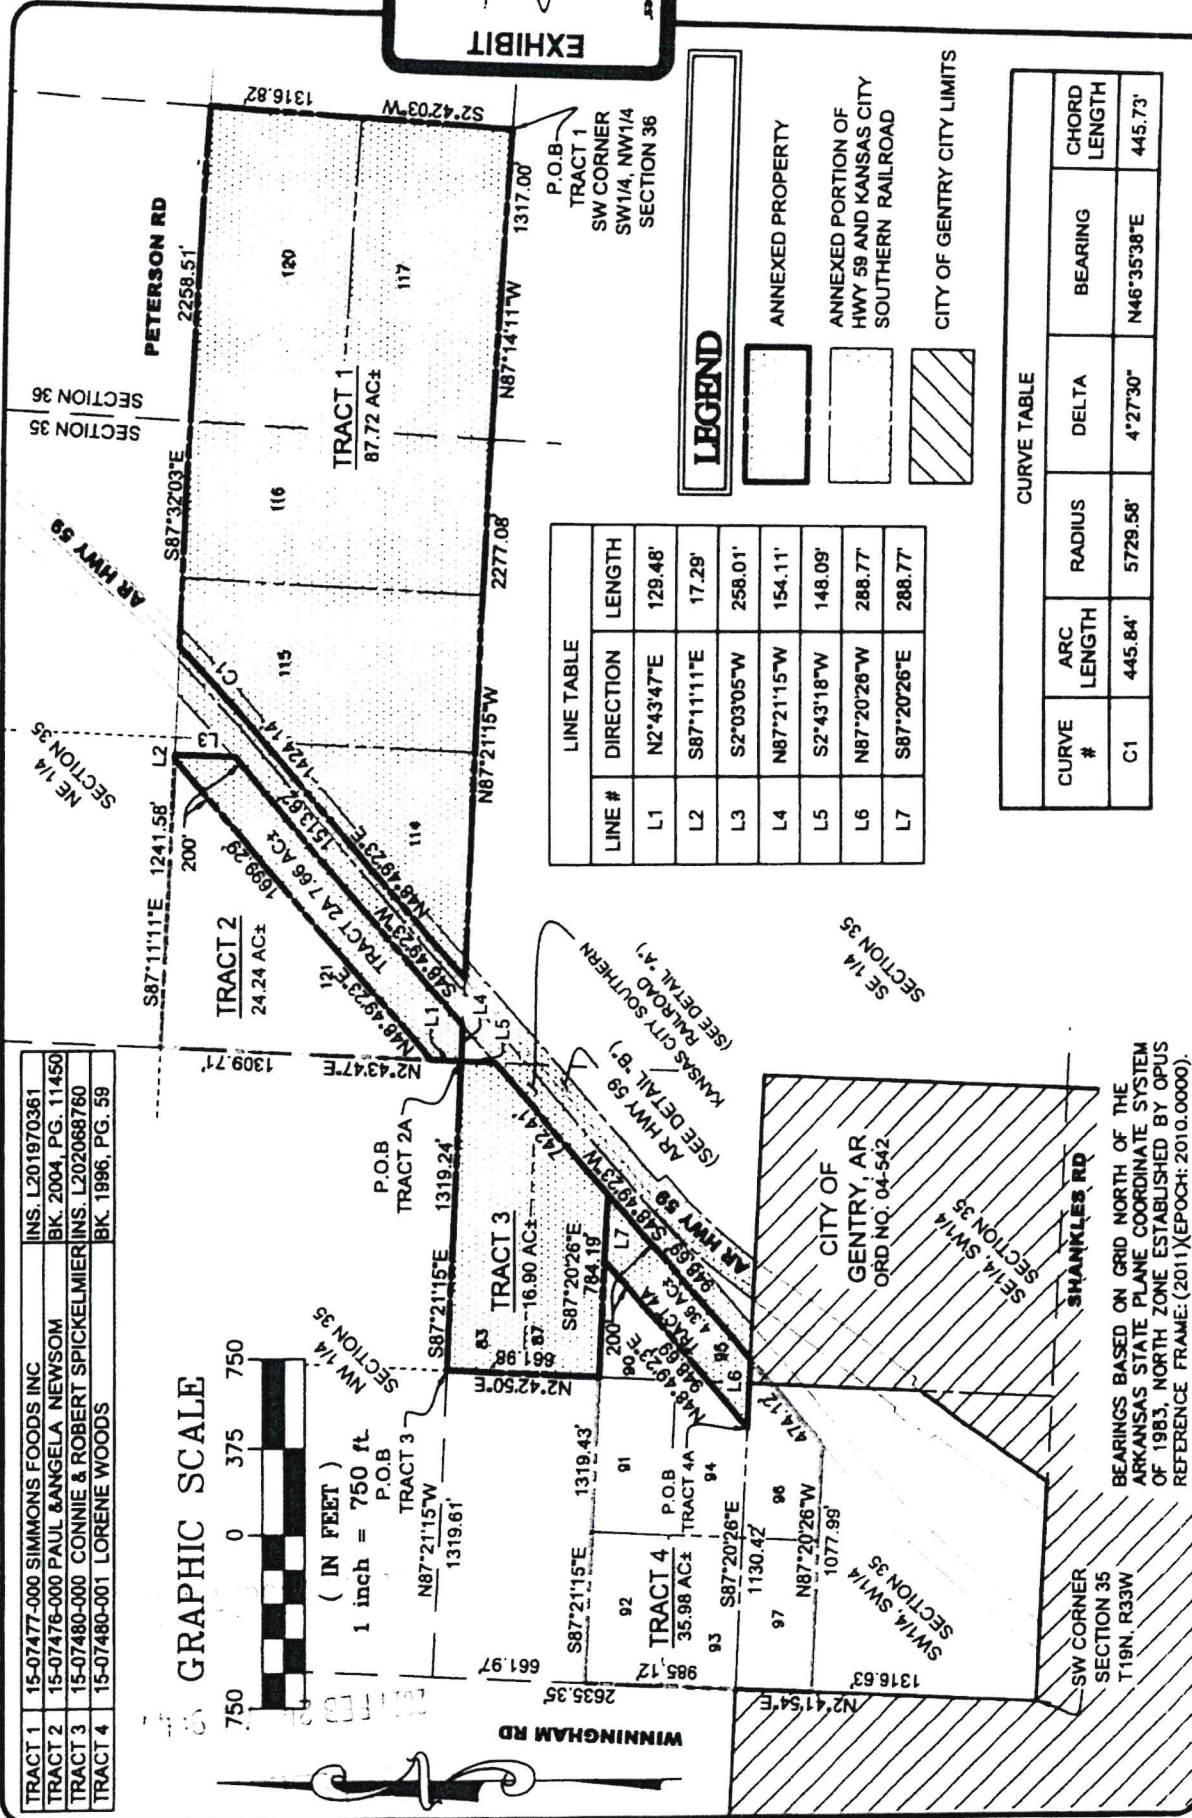 EXHIBIT
TRACT 1 15-07477-000 SIMMONS FOODS INC INS. L201970361
TRACT 2 15-07476-000 PAUL &ANGELA NEWSOM BK. 2004, PG. 11450
TRACT 3 15-07480-000 CONNIE & ROBERT SPICKELMIER INS. L202068760
TRACT 4 15-07480-001 LORENE WOODS BK. 1996, PG. 59
GRAPHIC SCALE
750 0 375 750
( IN FEET )
1 inch = 750 ft.
WINNINGHAM RD
PETERSON RD
AR HWY 59
SECTION 35
SECTION 36
NE 1/4
SECTION 35
NW 1/4
SECTION 35
S87°11'11"E 1241.58'
L2
L3
200'
1699.29'
N48°49'23"E
TRACT 2
24.24 AC±
121
TRACT 2A 7.66 AC±
1513.82'
S48°49'23"W
1309.71'
N2°43'47"E
L1
L4
L5
S87°32'03"E
2258.51'
C1
1424.14'
N48°49'23"E
114
115
116
117
120
TRACT 1
87.72 AC±
1316.82'
S2°42'03"W
N87°21'15"W
2277.08'
N87°14'11"W
1317.00'
P.O.B
TRACT 1
SW CORNER
SW1/4, NW1/4
SECTION 36
P.O.B
TRACT 2A
P.O.B
TRACT 3
N87°21'15"W
1319.61'
S87°21'15"E
1319.24'
TRACT 3
16.90 AC±
83
87
661.98'
N2°42'50"E
S87°20'26"E
784.19'
742.41'
S48°49'23"W
L7
200'
90
N48°49'23"E
948.69'
TRACT 4A
4.36 AC±
95
948.69'
S48°49'23"W
AR HWY 59
L6
AR HWY 59
(SEE DETAIL "B")
KANSAS CITY SOUTHERN
RAILROAD
(SEE DETAIL "A")
SE 1/4
SECTION 35
661.97'
2635.35'
S87°21'15"E
1319.43'
91
92
TRACT 4
35.98 AC±
93
94
985.12'
P.O.B
TRACT 4A
S87°20'26"E
1130.42'
474.12'
96
97
N87°20'26"W
1077.99'
N2°41'54"E
1316.63'
SW1/4, SW1/4
SECTION 35
CITY OF
GENTRY, AR
ORD NO. 04-542
SE1/4, SW1/4
SECTION 35
SHANKLES RD
SW CORNER
SECTION 35
T19N, R33W
BEARINGS BASED ON GRID NORTH OF THE
ARKANSAS STATE PLANE COORDINATE SYSTEM
OF 1983, NORTH ZONE ESTABLISHED BY OPUS
REFERENCE FRAME: (2011)(EPOCH: 2010.0000).
LINE TABLE
LINE # DIRECTION LENGTH
L1 N2°43'47"E 129.48'
L2 S87°11'11"E 17.29'
L3 S2°03'05"W 258.01'
L4 N87°21'15"W 154.11'
L5 S2°43'18"W 148.09'
L6 N87°20'26"W 288.77'
L7 S87°20'26"E 288.77'
LEGEND
ANNEXED PROPERTY
ANNEXED PORTION OF
HWY 59 AND KANSAS CITY
SOUTHERN RAILROAD
CITY OF GENTRY CITY LIMITS
CURVE TABLE
CURVE # ARC LENGTH RADIUS DELTA BEARING CHORD LENGTH
C1 445.84' 5729.58' 4°27'30" N46°35'38"E 445.73'